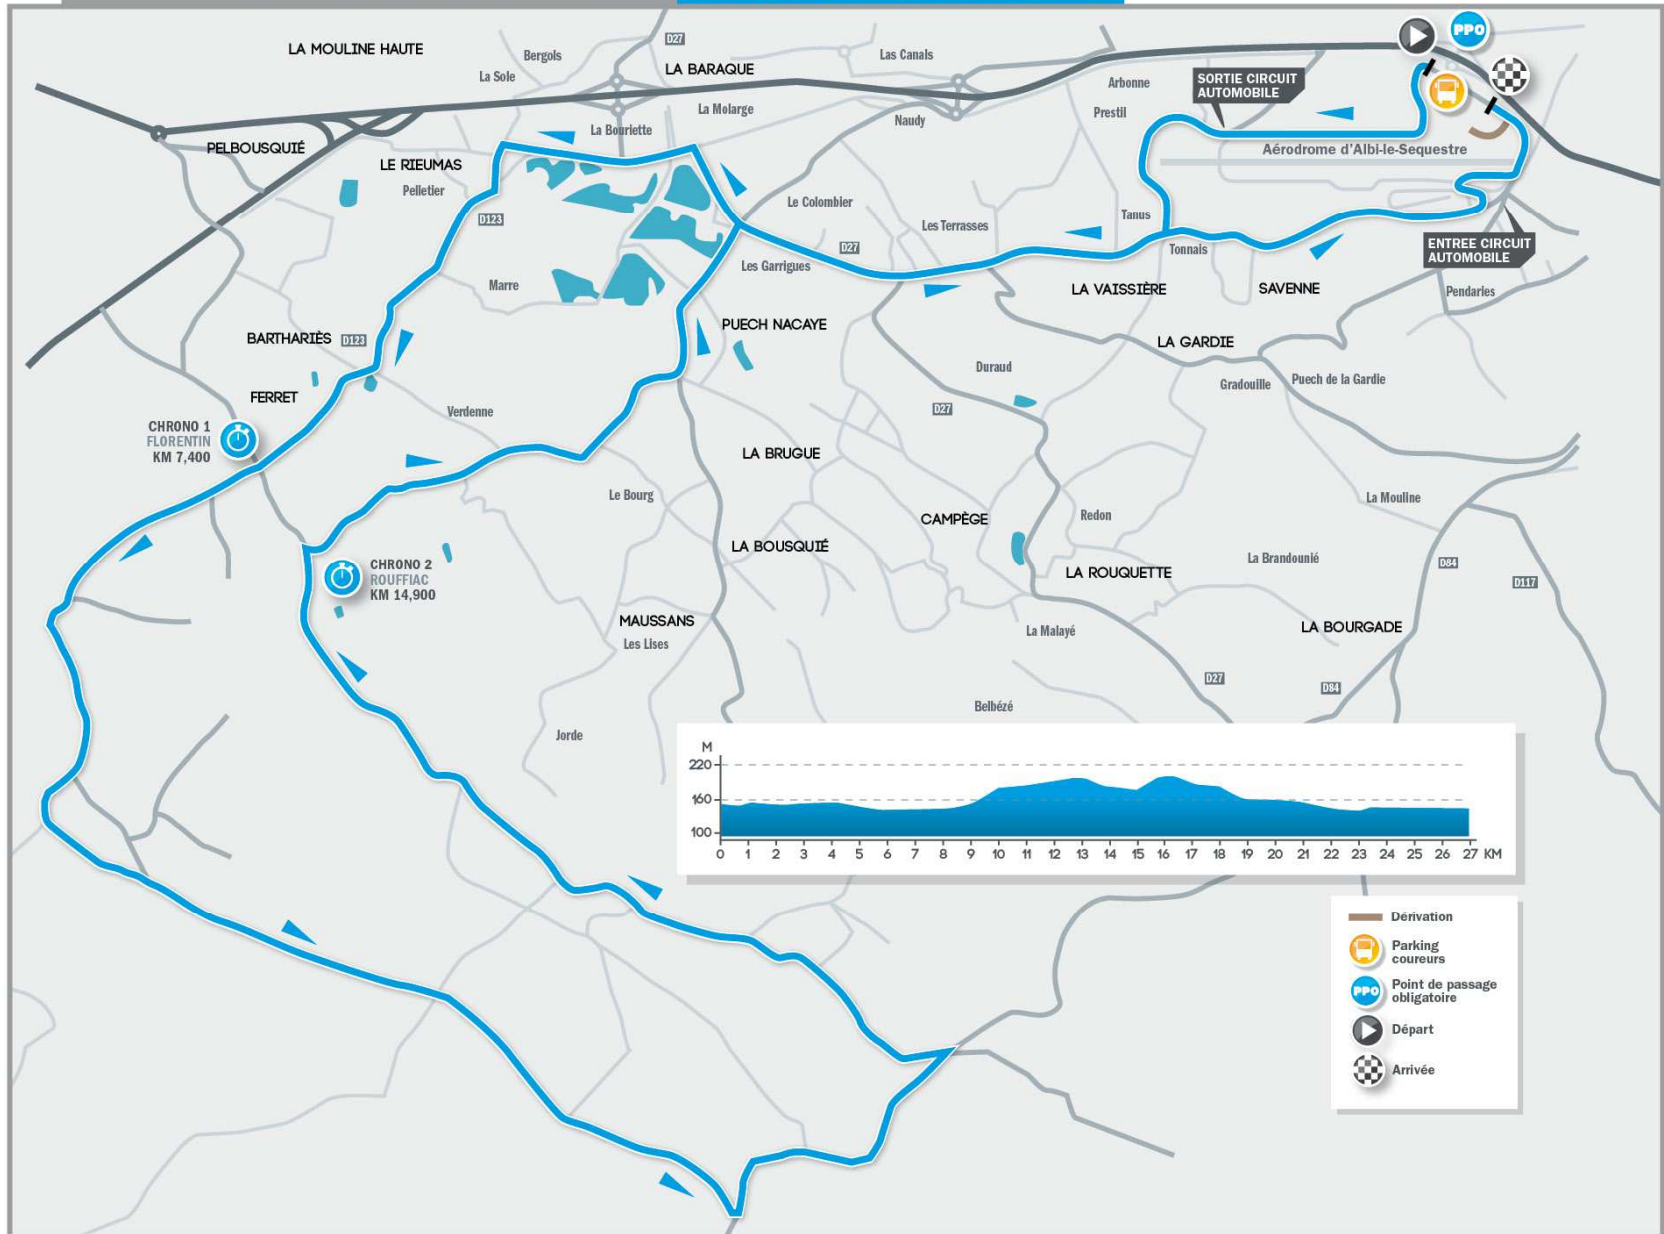 LA MOULINE HAUTE
Bergols
D27
La Sole
LA BARAQUE
Las Canals
PPO
Arbonne
SORTIE CIRCUIT
AUTOMOBILE
Prestil
La Molarge
Naudy
La Bouriette
PELBOUSQUIÉ
LE RIEUMAS
Pelletier
Aérodrome d'Albi-le-Sequestre
D123
Le Colombier
Les Terrasses
Tanus
D27
Tonnais
ENTREE CIRCUIT
AUTOMOBILE
Les Garrigues
Marre
LA VAISSIÈRE
SAVENNE
Pendaries
PUECH NACAYE
BARTHARIÈS
D123
LA GARDIE
Duraud
Gradouille
Puech de la Gardie
FERRET
Verdenne
D27
CHRONO 1
FLORENTIN
KM 7,400
LA BRUGUE
Le Bourg
La Mouline
CAMPÈGE
Redon
LA BOUSQUIÉ
La Brandounié
D84
D117
CHRONO 2
ROUFFIAC
KM 14,900
LA ROUQUETTE
MAUSSANS
Les Lises
La Malayé
LA BOURGADE
D27
D84
Belbézé
Jorde
M
220
160
100
0 1 2 3 4 5 6 7 8 9 10 11 12 13 14 15 16 17 18 19 20 21 22 23 24 25 26 27 KM
Dérivation
Parking
coureurs
PPO
Point de passage
obligatoire
Départ
Arrivée